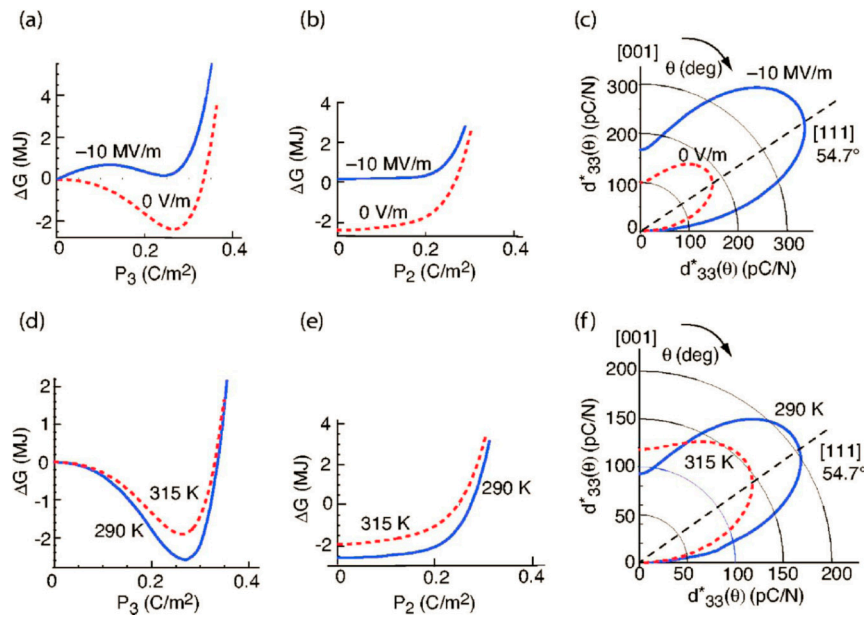 (a)
4
2
0
-2
ΔG (MJ)
–10 MV/m
0 V/m
0
0.2
0.4
P3 (C/m²)
(b)
4
2
0
-2
ΔG (MJ)
–10 MV/m
0 V/m
0
0.2
0.4
P2 (C/m²)
(c)
[001]
θ (deg)
–10 MV/m
300
200
100
0
d*33(θ) (pC/N)
0 V/m
[111]
54.7°
0
100
200
300
d*33(θ) (pC/N)
(d)
2
1
0
-1
-2
ΔG (MJ)
315 K
290 K
0
0.2
0.4
P3 (C/m²)
(e)
4
2
0
-2
ΔG (MJ)
315 K
290 K
0
0.2
0.4
P2 (C/m²)
(f)
[001]
θ (deg)
290 K
200
150
100
50
0
d*33(θ) (pC/N)
315 K
[111]
54.7°
0
50
100
150
200
d*33(θ) (pC/N)